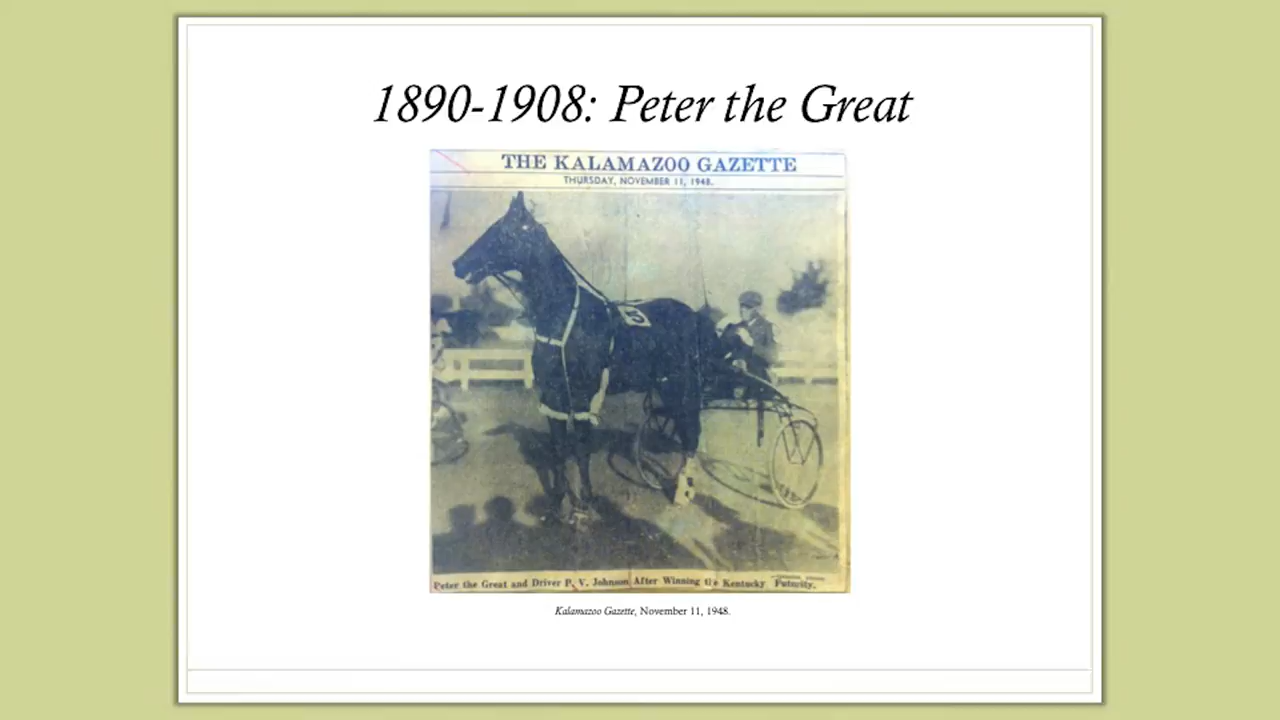 1890-1908: Peter the Great
THE KALAMAZOO GAZETTE
THURSDAY, NOVEMBER 11, 1948.
5
Peter the Great and Driver P. V. Johnson After Winning the Kentucky Futurity.
Kalamazoo Gazette, November 11, 1948.